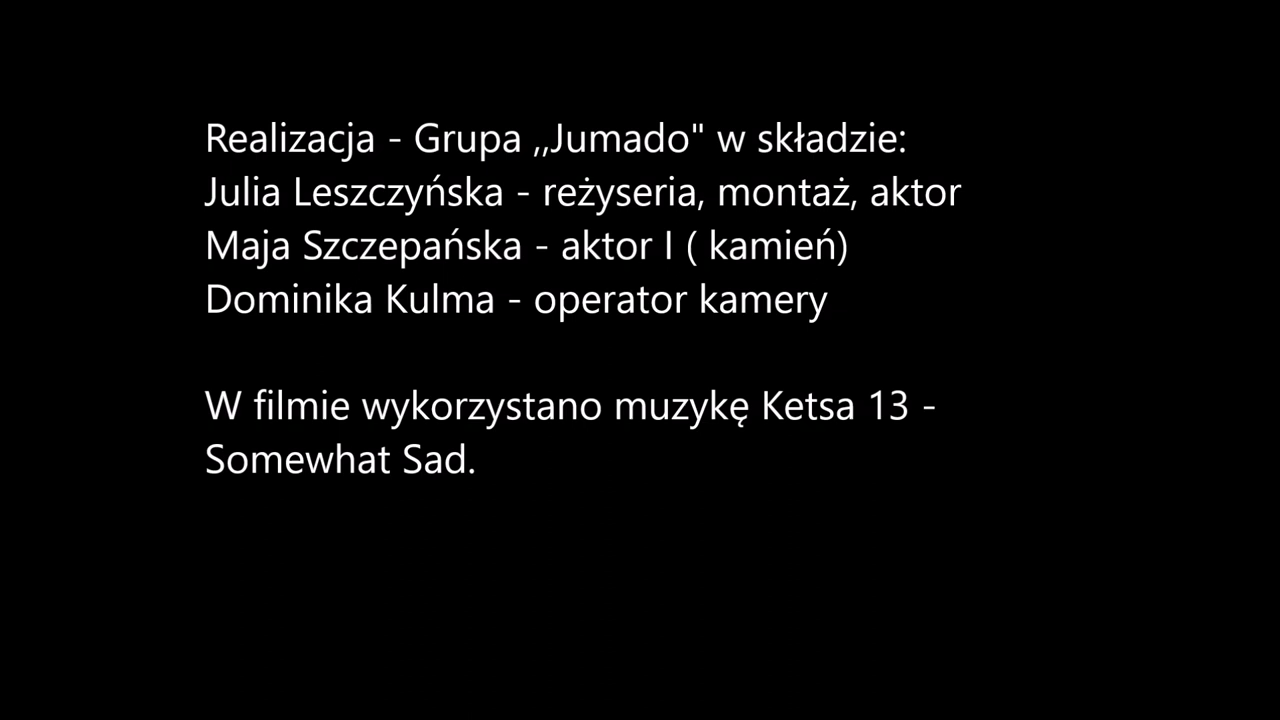 Realizacja - Grupa ,,Jumado" w składzie:
Julia Leszczyńska - reżyseria, montaż, aktor
Maja Szczepańska - aktor I ( kamień)
Dominika Kulma - operator kamery
W filmie wykorzystano muzykę Ketsa 13 -
Somewhat Sad.